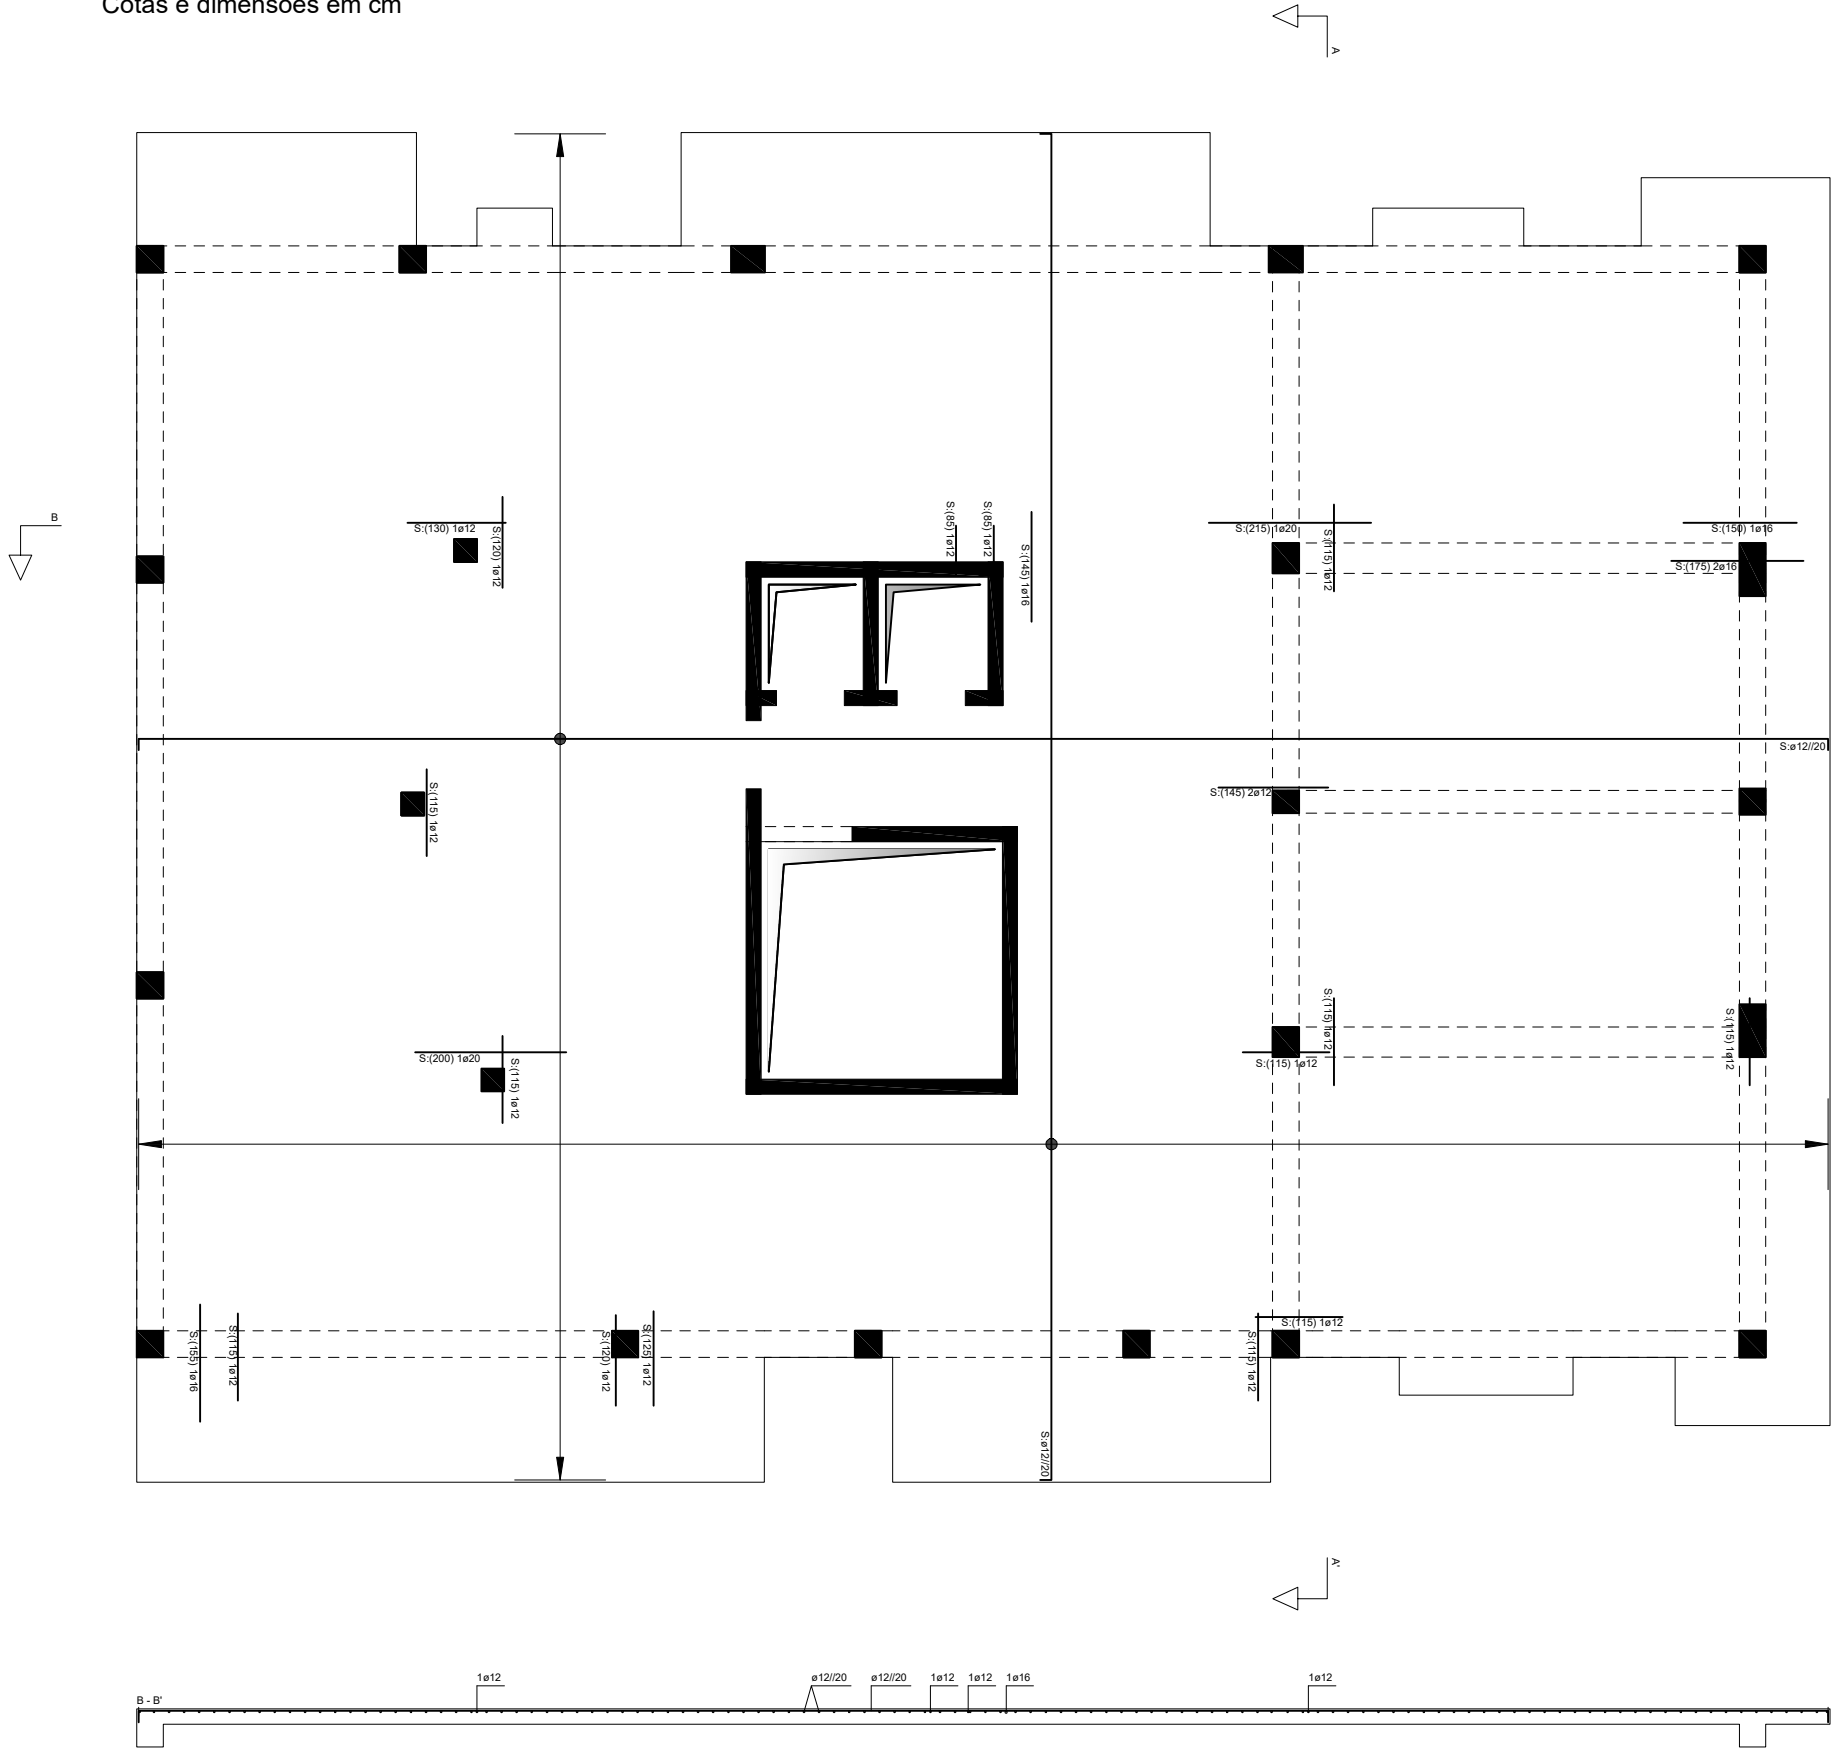 Cotas e dimensões em cm
A
B
S:(130) 1ø12
S:(120) 1ø12
S:(85) 1ø12
S:(85) 1ø12
S:(145) 1ø16
S:(215) 1ø20
S:(115) 1ø12
S:(150) 1ø16
S:(175) 2ø16
S:ø12//20
S:(115) 1ø12
S:(145) 2ø12
S:(200) 1ø20
S:(115) 1ø12
S:(115) 1ø12
S:(115) 1ø12
S:(115) 1ø12
S:(155) 1ø16
S:(115) 1ø12
S:(120) 1ø12
S:(125) 1ø12
S:(115) 1ø12
S:(115) 1ø12
S:ø12//20
A'
1ø12
ø12//20
ø12//20
1ø12
1ø12
1ø16
1ø12
B - B'